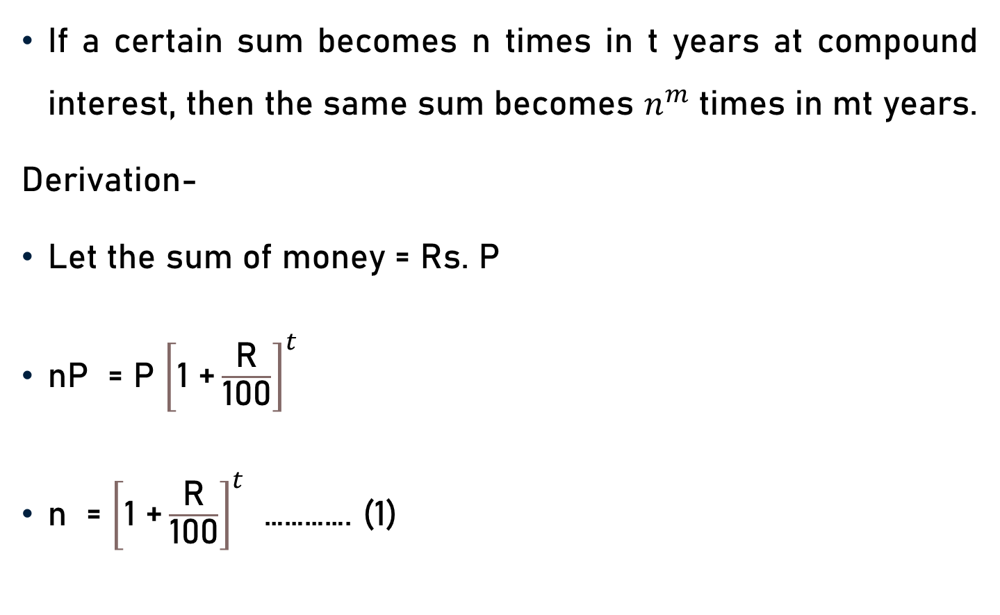 • If a certain sum becomes n times in t years at compound
interest, then the same sum becomes $n^m$ times in mt years.
Derivation-
• Let the sum of money = Rs. P
• nP = P $\left[1 + \frac{R}{100}\right]^t$
• n = $\left[1 + \frac{R}{100}\right]^t$ ............ (1)